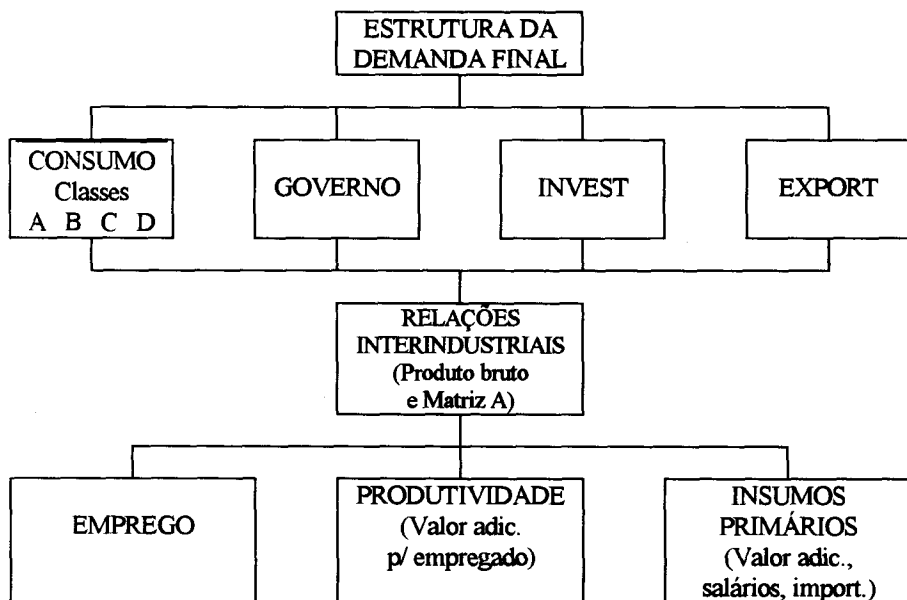 ESTRUTURA DA
DEMANDA FINAL
CONSUMO
Classes
A B C D
GOVERNO
INVEST
EXPORT
RELAÇÕES
INTERINDUSTRIAIS
(Produto bruto
e Matriz A)
EMPREGO
PRODUTIVIDADE
(Valor adic.
p/ empregado)
INSUMOS
PRIMÁRIOS
(Valor adic.,
salários, import.)